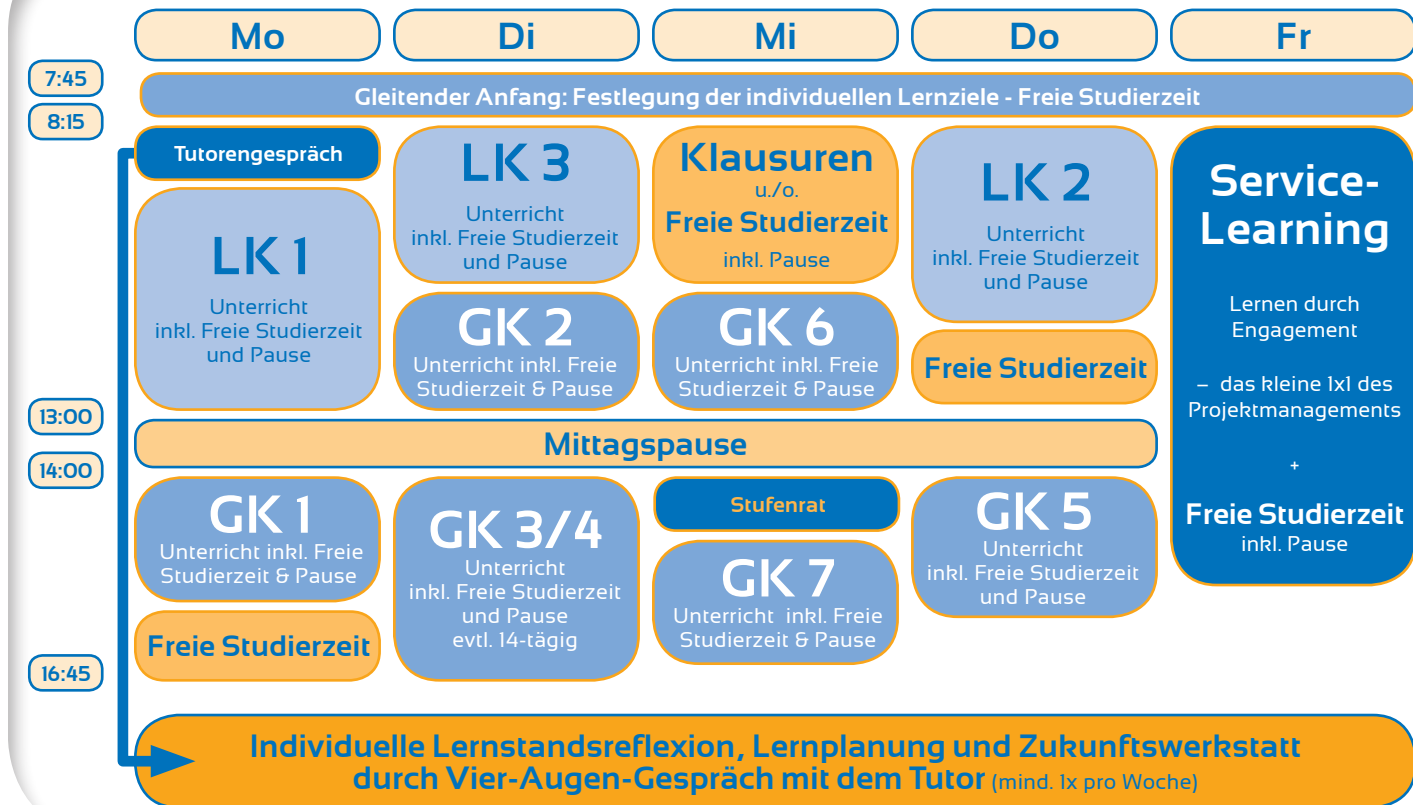 Mo
Di
Mi
Do
Fr
7:45
Gleitender Anfang: Festlegung der individuellen Lernziele - Freie Studierzeit
8:15
Tutorengespräch
LK 1
Unterricht
inkl. Freie Studierzeit
und Pause
LK 3
Unterricht
inkl. Freie Studierzeit
und Pause
GK 2
Unterricht inkl. Freie
Studierzeit & Pause
Klausuren
u./o.
Freie Studierzeit
inkl. Pause
GK 6
Unterricht inkl. Freie
Studierzeit & Pause
LK 2
Unterricht
inkl. Freie Studierzeit
und Pause
Freie Studierzeit
Service-
Learning
Lernen durch
Engagement
– das kleine 1x1 des
Projektmanagements
+
Freie Studierzeit
inkl. Pause
13:00
Mittagspause
14:00
GK 1
Unterricht inkl. Freie
Studierzeit & Pause
Freie Studierzeit
GK 3/4
Unterricht
inkl. Freie Studierzeit
und Pause
evtl. 14-tägig
Stufenrat
GK 7
Unterricht inkl. Freie
Studierzeit & Pause
GK 5
Unterricht
inkl. Freie Studierzeit
und Pause
16:45
Individuelle Lernstandsreflexion, Lernplanung und Zukunftswerkstatt
durch Vier-Augen-Gespräch mit dem Tutor (mind. 1x pro Woche)